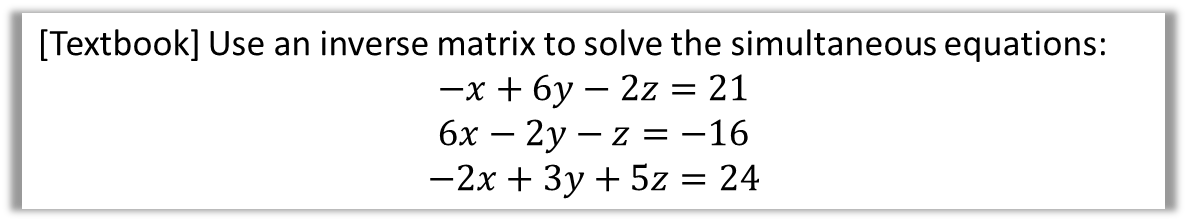 [Textbook] Use an inverse matrix to solve the simultaneous equations:
−x + 6y − 2z = 21
6x − 2y − z = −16
−2x + 3y + 5z = 24